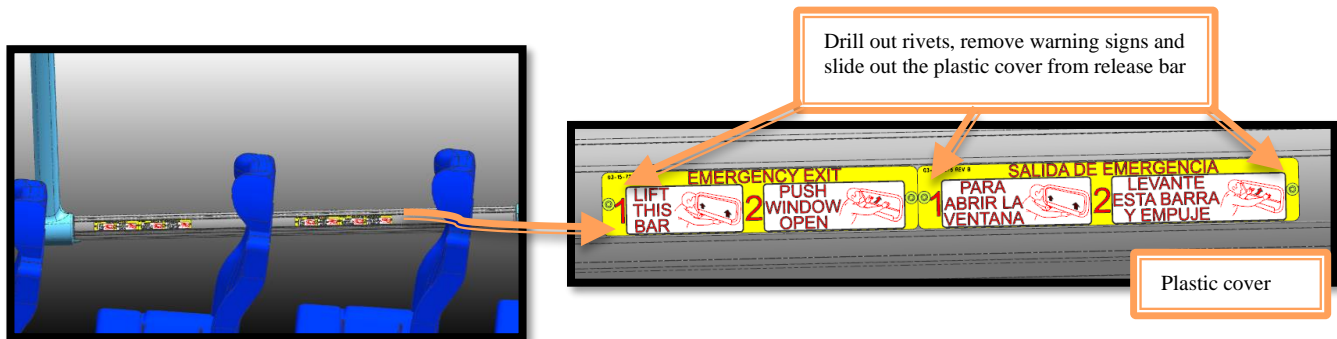 Drill out rivets, remove warning signs and
slide out the plastic cover from release bar
EMERGENCY EXIT
1 LIFT
THIS
BAR
2 PUSH
WINDOW
OPEN
SALIDA DE EMERGENCIA
1 PARA
ABRIR LA
VENTANA
2 LEVANTE
ESTA BARRA
Y EMPUJE
Plastic cover